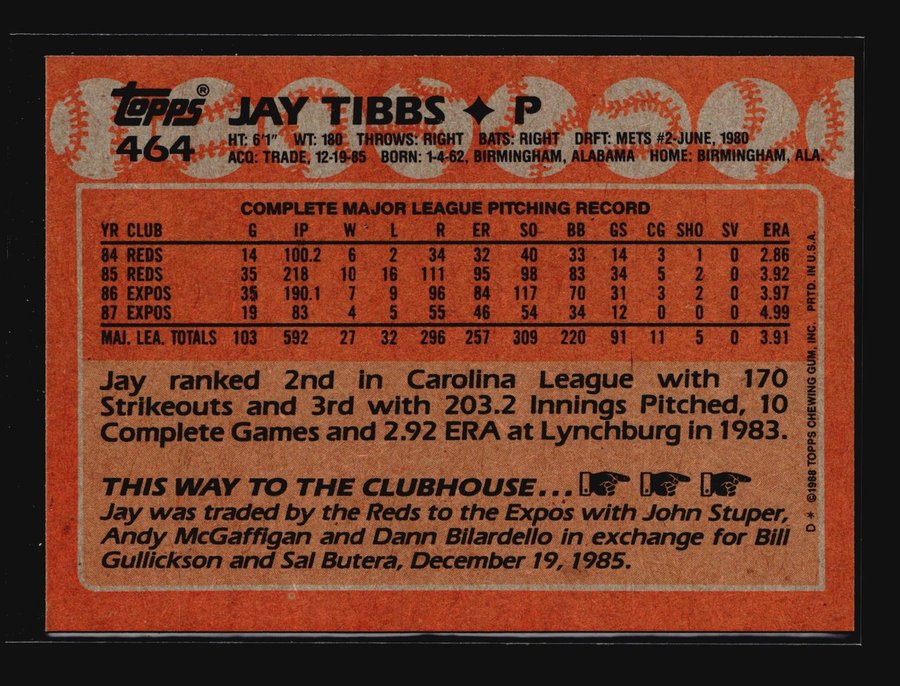 topps® JAY TIBBS ✦ P
464 HT: 6'1" WT: 180 THROWS: RIGHT BATS: RIGHT DRFT: METS #2-JUNE, 1980
ACQ: TRADE, 12-19-85 BORN: 1-4-62, BIRMINGHAM, ALABAMA HOME: BIRMINGHAM, ALA.
COMPLETE MAJOR LEAGUE PITCHING RECORD
YR CLUB G IP W L R ER SO BB GS CG SHO SV ERA
84 REDS 14 100.2 6 2 34 32 40 33 14 3 1 0 2.86
85 REDS 35 218 10 16 111 95 98 83 34 5 2 0 3.92
86 EXPOS 35 190.1 7 9 96 84 117 70 31 3 2 0 3.97
87 EXPOS 19 83 4 5 55 46 54 34 12 0 0 0 4.99
MAJ. LEA. TOTALS 103 592 27 32 296 257 309 220 91 11 5 0 3.91
Jay ranked 2nd in Carolina League with 170
Strikeouts and 3rd with 203.2 Innings Pitched, 10
Complete Games and 2.92 ERA at Lynchburg in 1983.
THIS WAY TO THE CLUBHOUSE...
Jay was traded by the Reds to the Expos with John Stuper,
Andy McGaffigan and Dann Bilardello in exchange for Bill
Gullickson and Sal Butera, December 19, 1985.
D* ©1988 TOPPS CHEWING GUM, INC. PRTD. IN U.S.A.